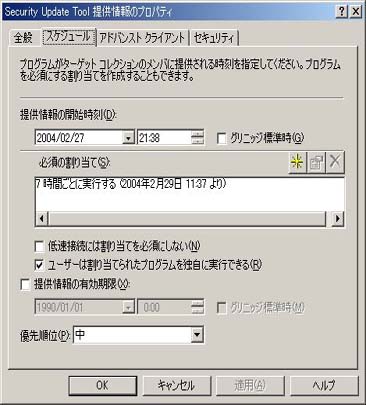 Security Update Tool 提供情報のプロパティ
全般 スケジュール アドバンスト クライアント セキュリティ
プログラムがターゲット コレクションのメンバに提供される時刻を指定してください。プログラム
を必須にする割り当てを作成することもできます。
提供情報の開始時刻(D):
2004/02/27 21:38 グリニッジ標準時(G)
必須の割り当て(S):
7 時間ごとに実行する (2004年2月29日 11:37 より)
低速接続には割り当てを必須にしない(N)
ユーザーは割り当てられたプログラムを独自に実行できる(R)
提供情報の有効期限(X):
1990/01/01 0:00 グリニッジ標準時(M)
優先順位(P): 中
OK キャンセル 適用(A) ヘルプ